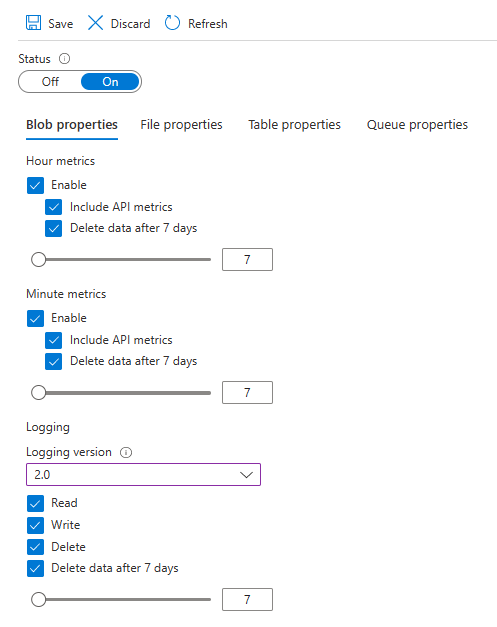 Save Discard Refresh
Status
Off On
Blob properties File properties Table properties Queue properties
Hour metrics
Enable
Include API metrics
Delete data after 7 days
7
Minute metrics
Enable
Include API metrics
Delete data after 7 days
7
Logging
Logging version
2.0
Read
Write
Delete
Delete data after 7 days
7